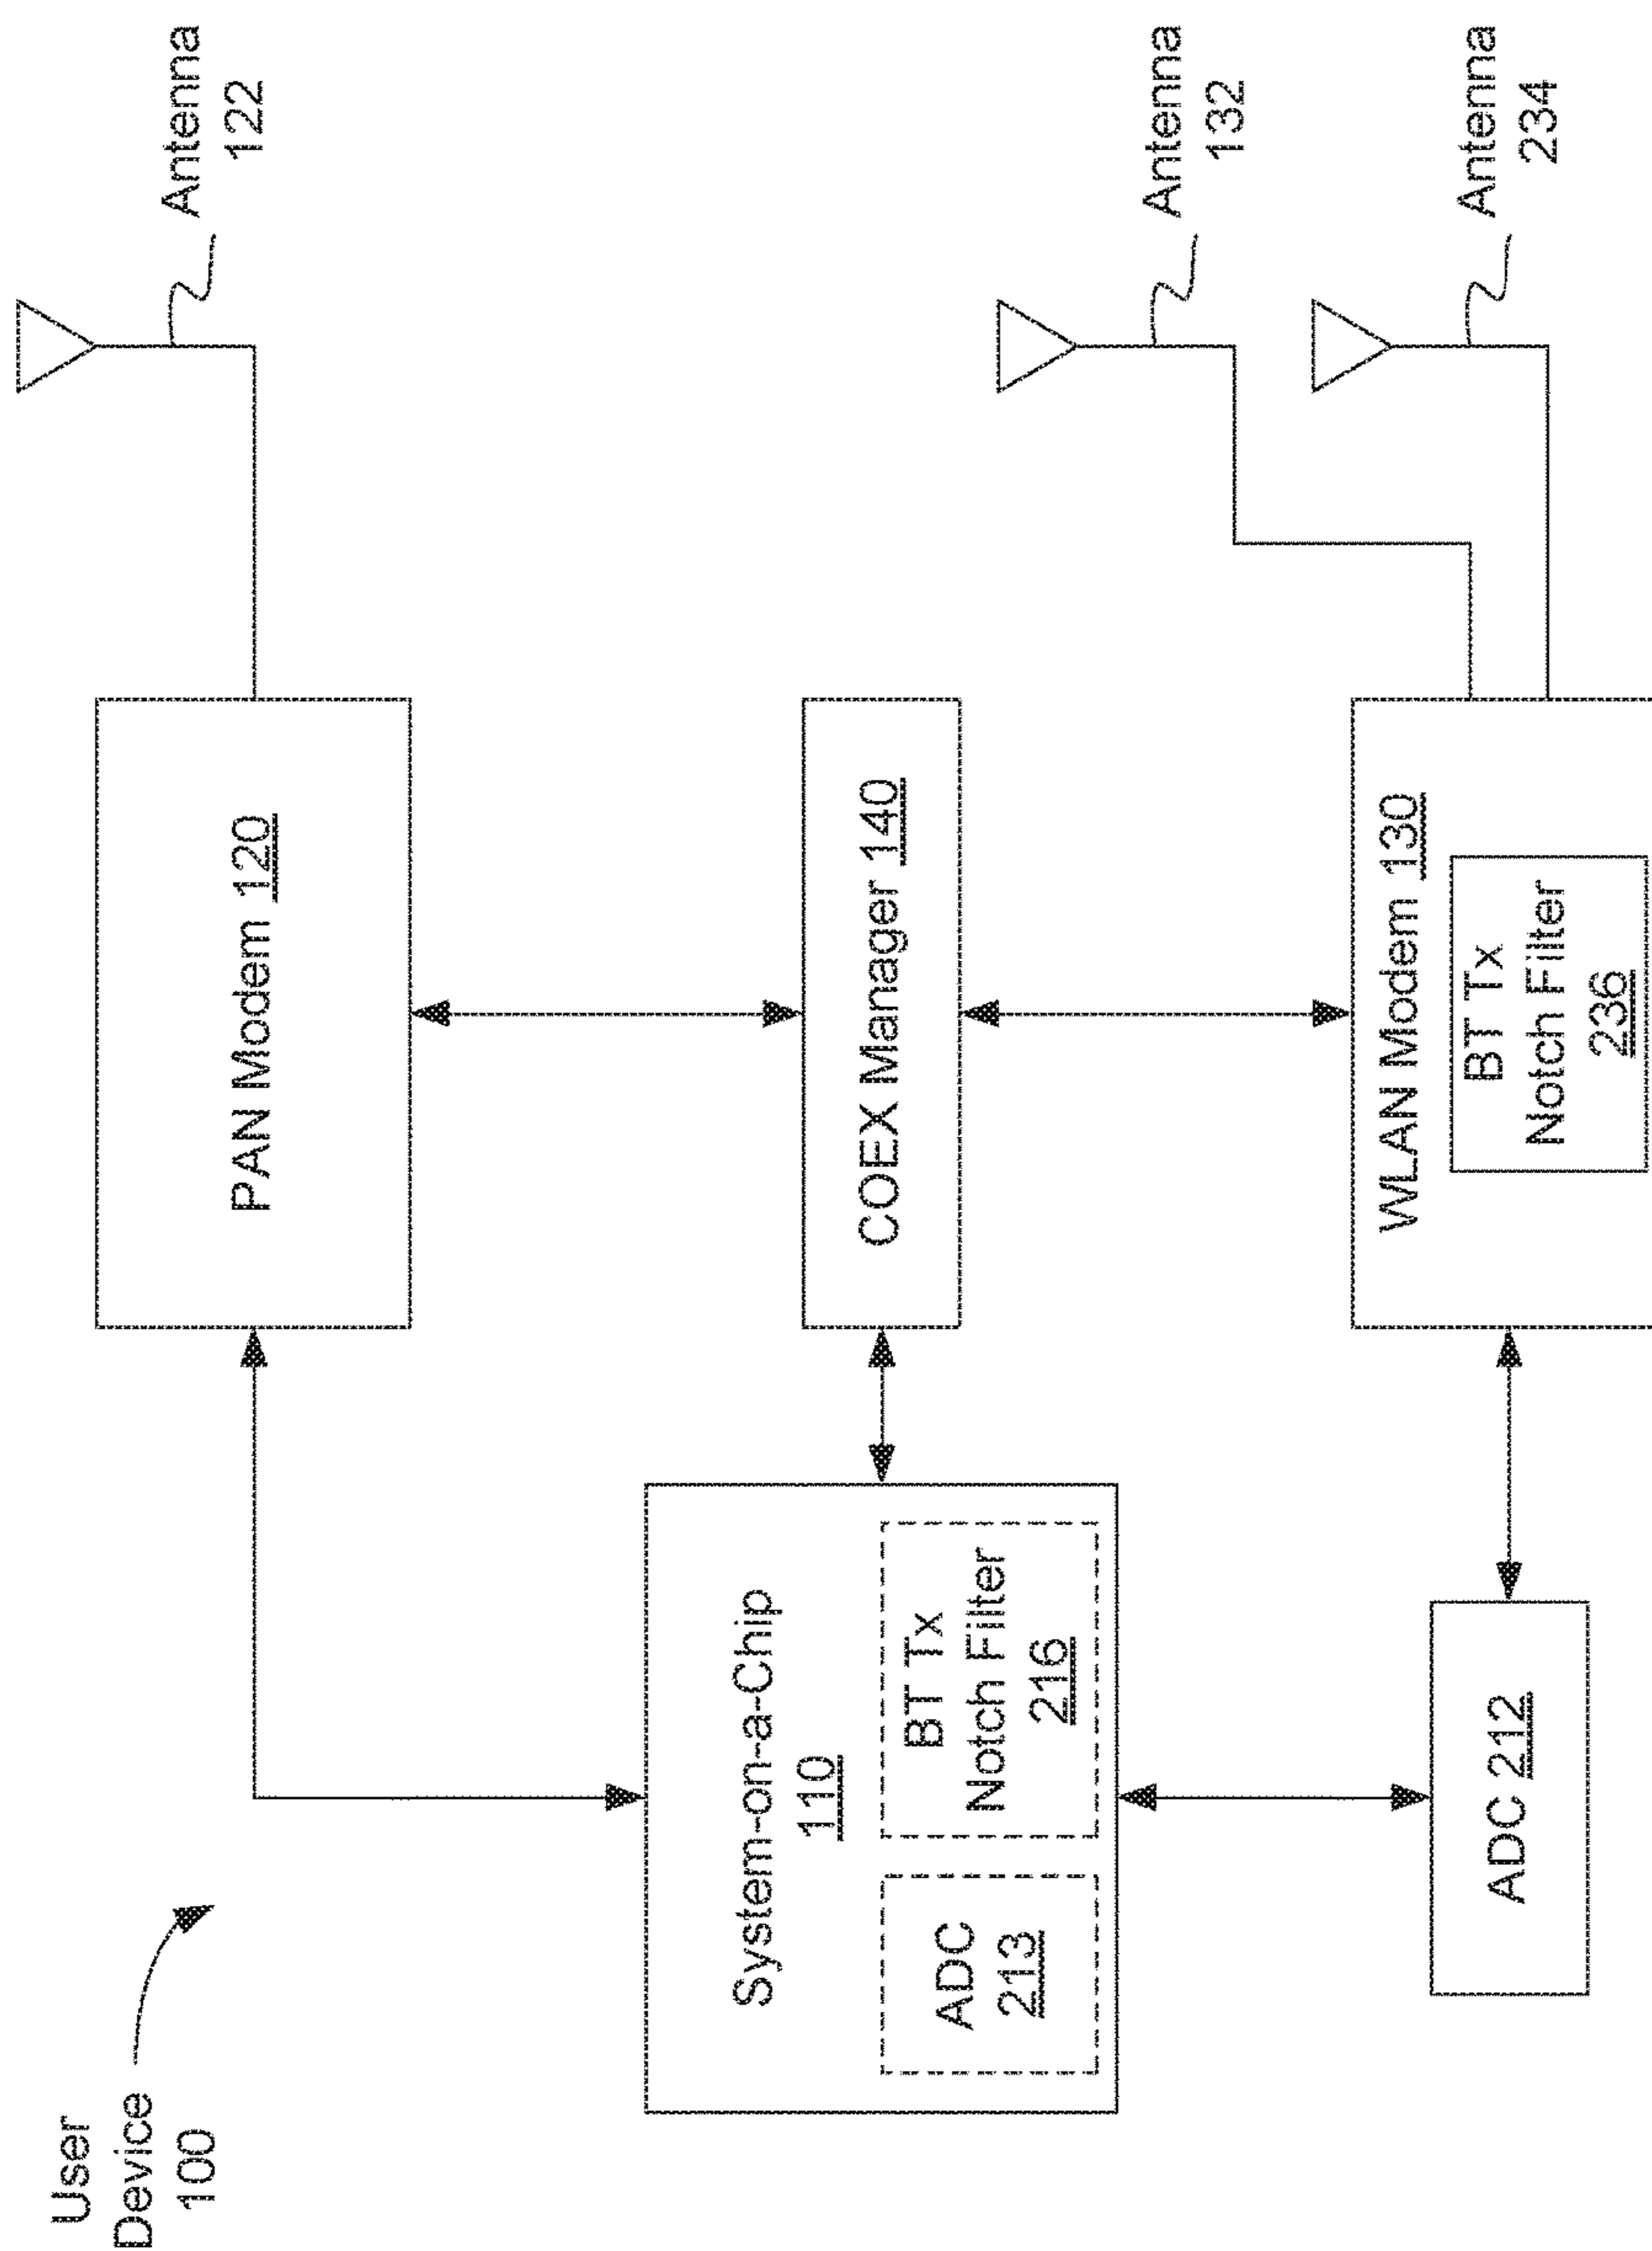 User
Device
100
System-on-a-Chip
110
ADC
213
BT Tx
Notch Filter
216
ADC 212
PAN Modem 120
COEX Manager 140
WLAN Modem 130
BT Tx
Notch Filter
236
Antenna
122
Antenna
132
Antenna
234